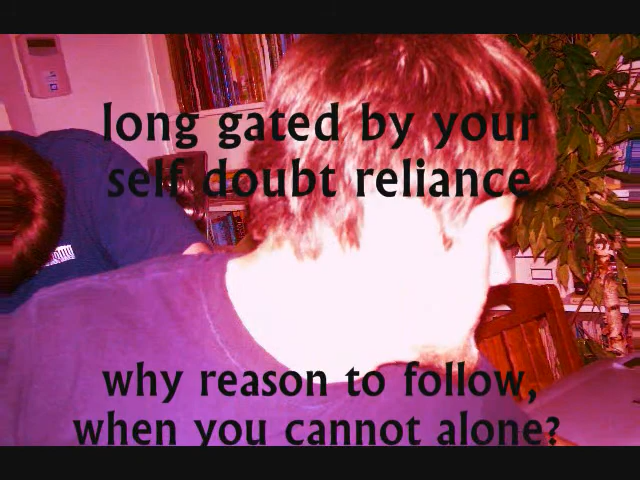 long gated by your
self doubt reliance
why reason to follow,
when you cannot alone?